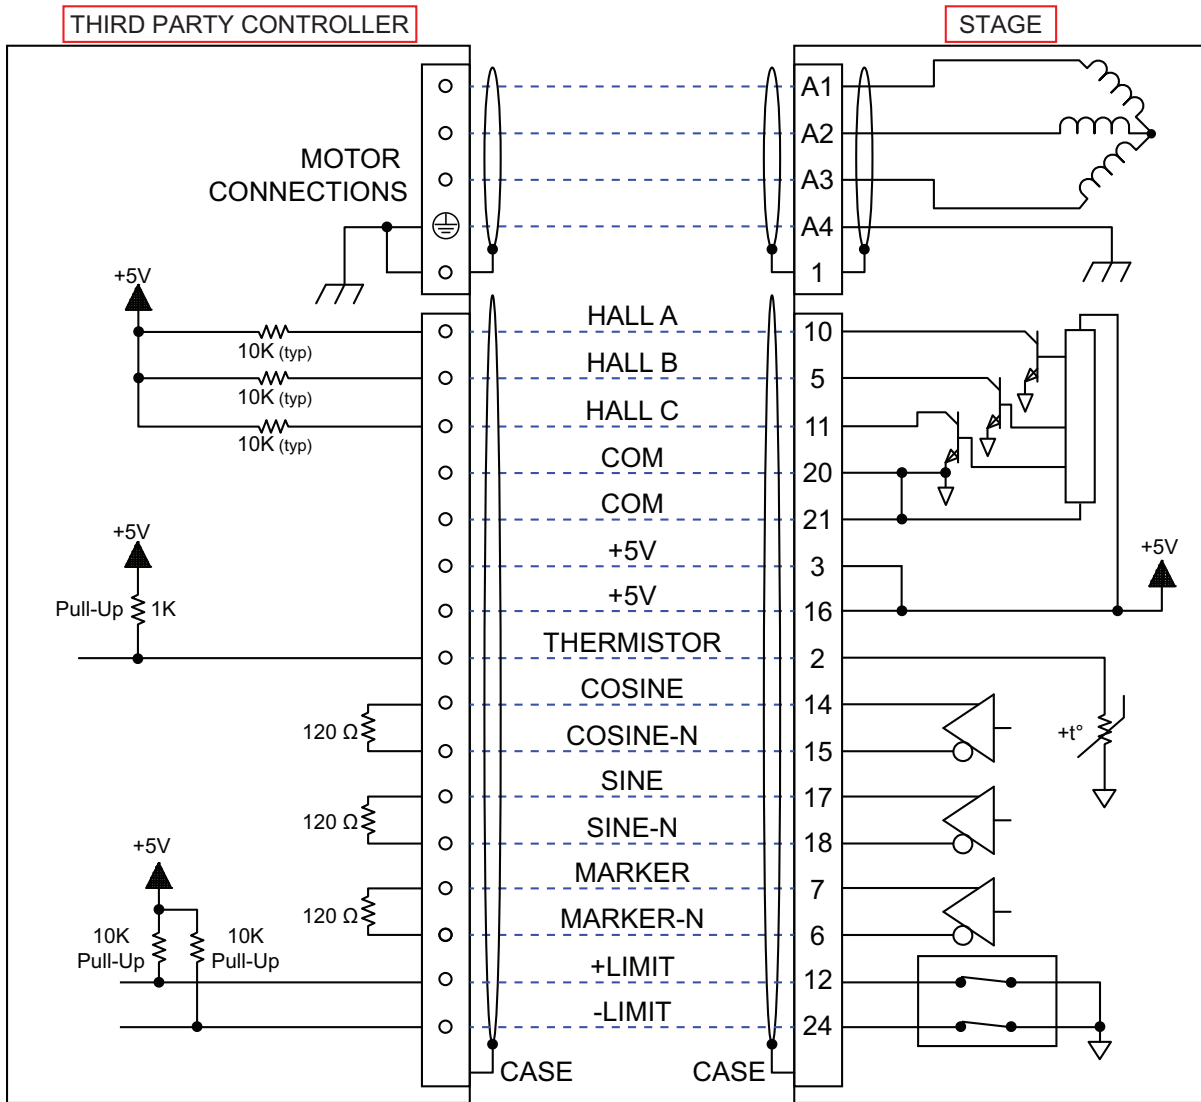 THIRD PARTY CONTROLLER
STAGE
MOTOR
CONNECTIONS
A1
A2
A3
A4
1
+5V
10K (typ)
10K (typ)
10K (typ)
HALL A
10
HALL B
5
HALL C
11
COM
20
COM
21
+5V
3
+5V
16
+5V
+5V
Pull-Up
1K
THERMISTOR
2
+t°
COSINE
14
120 Ω
COSINE-N
15
SINE
17
120 Ω
SINE-N
18
MARKER
7
120 Ω
MARKER-N
6
+5V
10K
Pull-Up
10K
Pull-Up
+LIMIT
12
-LIMIT
24
CASE
CASE